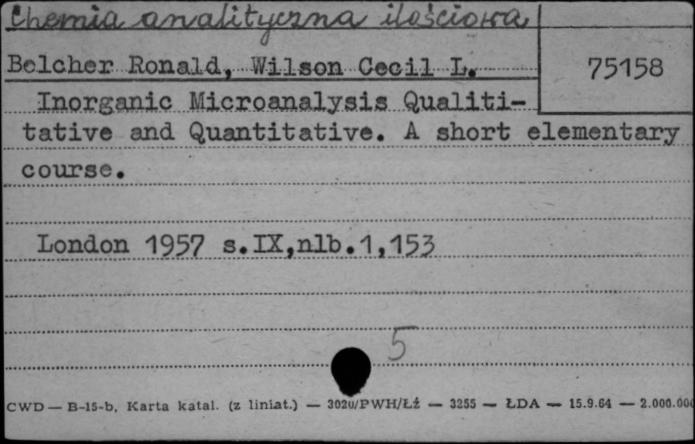 Chemia analityczna ilościowa
Belcher Ronald, Wilson Cecil L.
75158
Inorganic Microanalysis Qualiti-
tative and Quantitative. A short elementary
course.
London 1957 s.IX,nlb.1,153
5
CWD — B-15-b, Karta katal. (z liniat.) — 3020/PWH/Łź — 3255 — ŁDA — 15.9.64 — 2.000.000